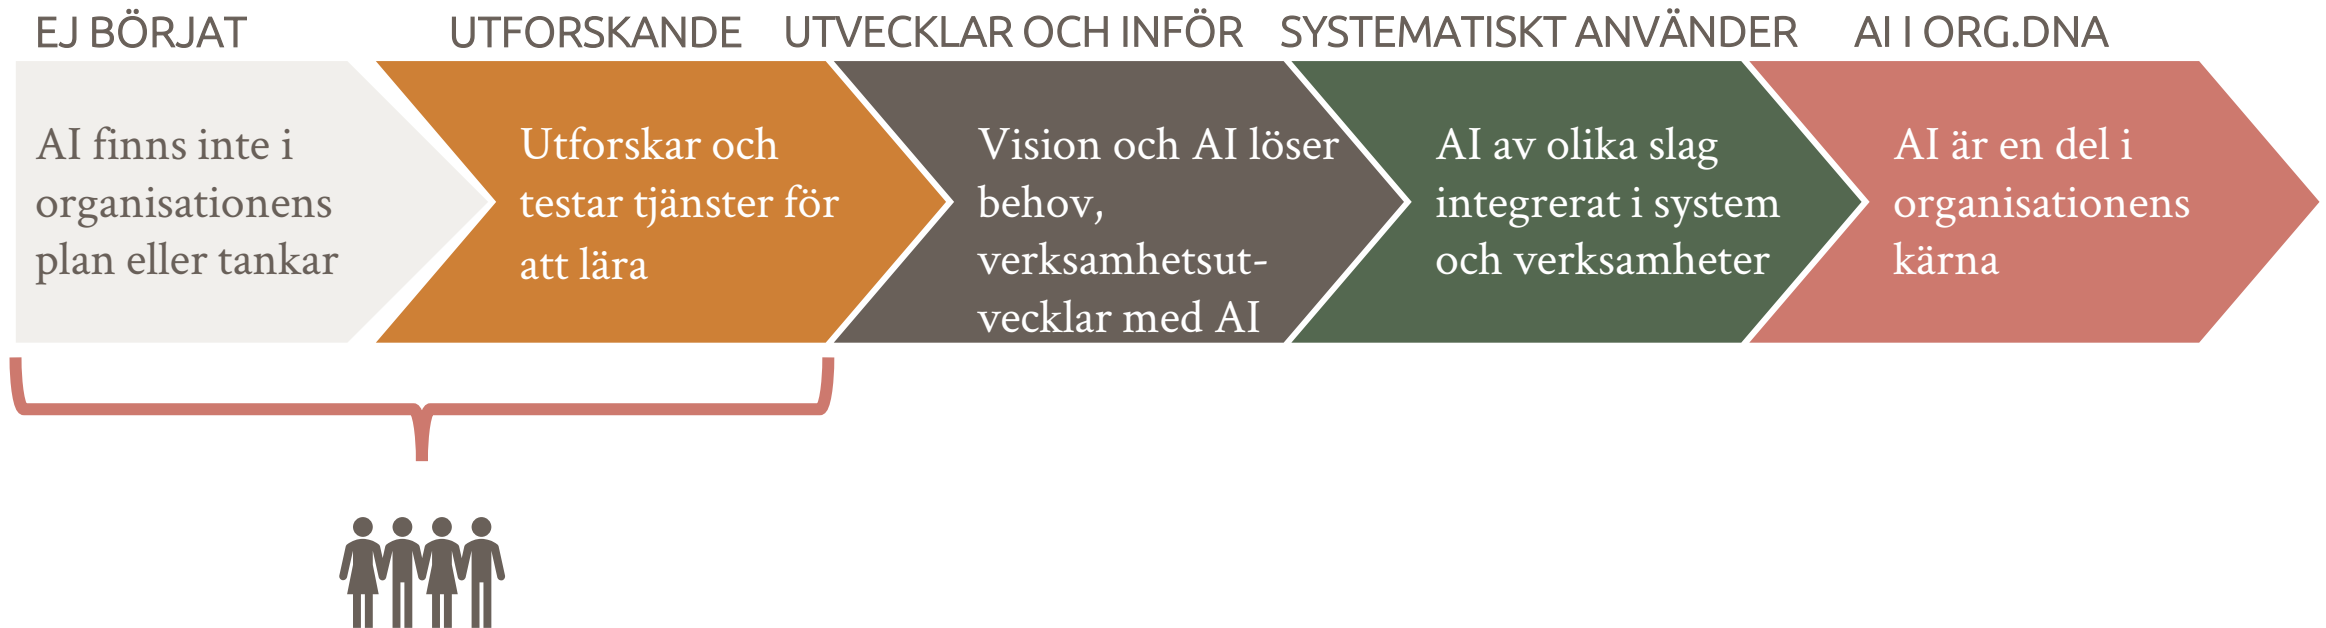 EJ BÖRJAT
UTFORSKANDE
UTVECKLAR OCH INFÖR
SYSTEMATISKT ANVÄNDER
AI I ORG.DNA
AI finns inte i
organisationens
plan eller tankar
Utforskar och
testar tjänster för
att lära
Vision och AI löser
behov,
verksamhetsut-
vecklar med AI
AI av olika slag
integrerat i system
och verksamheter
AI är en del i
organisationens
kärna